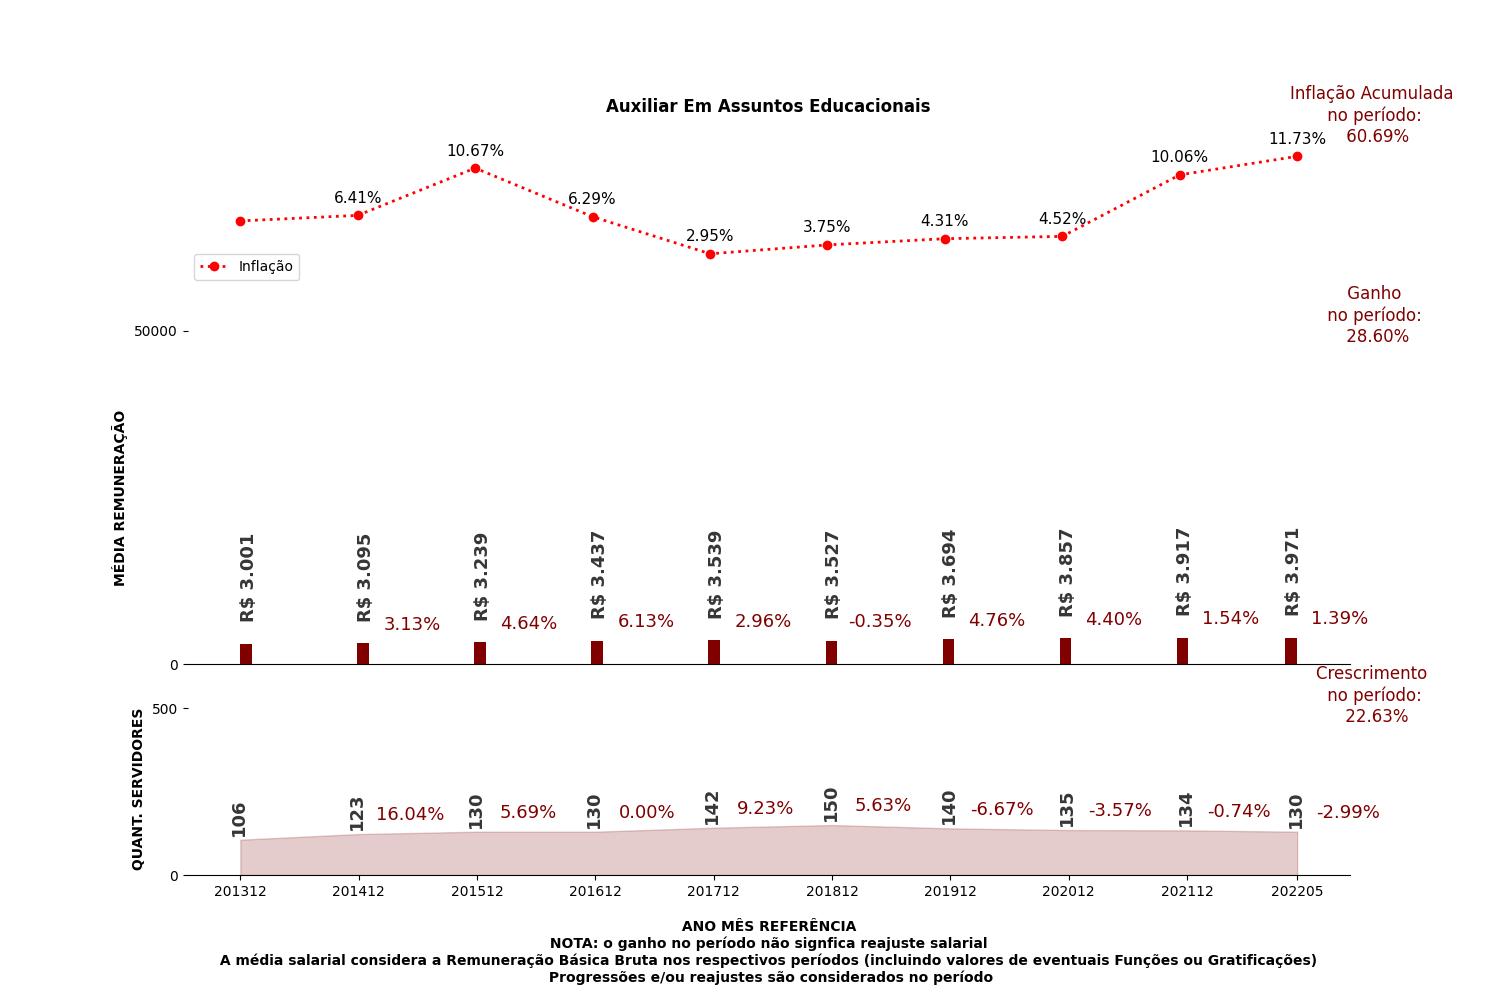 Auxiliar Em Assuntos Educacionais
Inflação Acumulada
no período:
60.69%
6.41%
10.67%
6.29%
2.95%
3.75%
4.31%
4.52%
10.06%
11.73%
Inflação
Ganho
no período:
28.60%
50000
0
MÉDIA REMUNERAÇÃO
R$ 3.001
R$ 3.095
R$ 3.239
R$ 3.437
R$ 3.539
R$ 3.527
R$ 3.694
R$ 3.857
R$ 3.917
R$ 3.971
3.13%
4.64%
6.13%
2.96%
-0.35%
4.76%
4.40%
1.54%
1.39%
Crescimento
no período:
22.63%
500
0
QUANT. SERVIDORES
106
123
130
130
142
150
140
135
134
130
16.04%
5.69%
0.00%
9.23%
5.63%
-6.67%
-3.57%
-0.74%
-2.99%
201312
201412
201512
201612
201712
201812
201912
202012
202112
202205
ANO MÊS REFERÊNCIA
NOTA: o ganho no período não signfica reajuste salarial
A média salarial considera a Remuneração Básica Bruta nos respectivos períodos (incluindo valores de eventuais Funções ou Gratificações)
Progressões e/ou reajustes são considerados no período